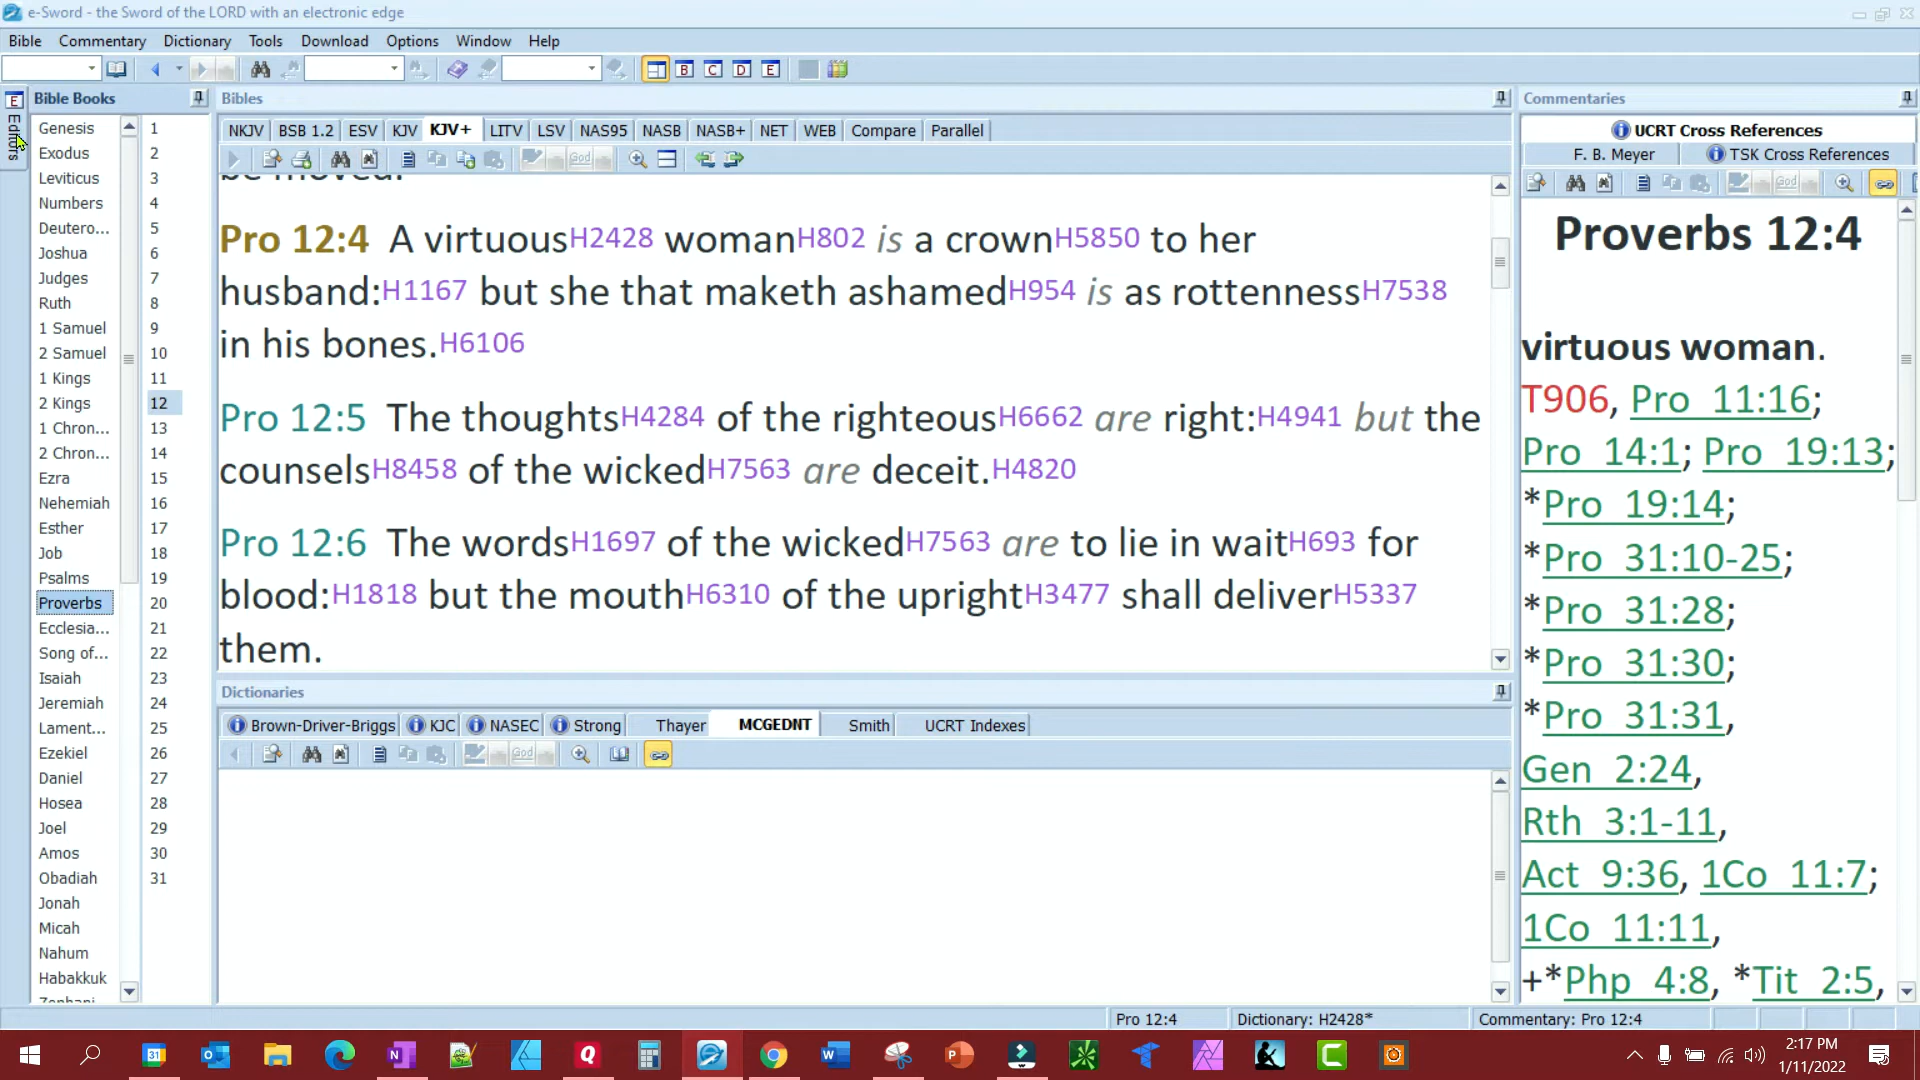 e-Sword - the Sword of the LORD with an electronic edge
Bible Commentary Dictionary Tools Download Options Window Help
B C D E
E
Editors
Bible Books
Genesis
Exodus
Leviticus
Numbers
Deutero...
Joshua
Judges
Ruth
1 Samuel
2 Samuel
1 Kings
2 Kings
1 Chron...
2 Chron...
Ezra
Nehemiah
Esther
Job
Psalms
Proverbs
Ecclesia...
Song of...
Isaiah
Jeremiah
Lament...
Ezekiel
Daniel
Hosea
Joel
Amos
Obadiah
Jonah
Micah
Nahum
Habakkuk
1
2
3
4
5
6
7
8
9
10
11
12
13
14
15
16
17
18
19
20
21
22
23
24
25
26
27
28
29
30
31
Bibles
NKJV BSB 1.2 ESV KJV KJV+ LITV LSV NAS95 NASB NASB+ NET WEB Compare Parallel
God
be moved.
Pro 12:4 A virtuousH2428 womanH802 is a crownH5850 to her
husband:H1167 but she that maketh ashamedH954 is as rottennessH7538
in his bones.H6106
Pro 12:5 The thoughtsH4284 of the righteousH6662 are right:H4941 but the
counselsH8458 of the wickedH7563 are deceit.H4820
Pro 12:6 The wordsH1697 of the wickedH7563 are to lie in waitH693 for
blood:H1818 but the mouthH6310 of the uprightH3477 shall deliverH5337
them.
Dictionaries
Brown-Driver-Briggs KJC NASEC Strong Thayer MCGEDNT Smith UCRT Indexes
God
Commentaries
UCRT Cross References
F. B. Meyer TSK Cross References
God
Proverbs 12:4
virtuous woman.
T906, Pro 11:16;
Pro 14:1; Pro 19:13;
*Pro 19:14;
*Pro 31:10-25;
*Pro 31:28;
*Pro 31:30;
*Pro 31:31,
Gen 2:24,
Rth 3:1-11,
Act 9:36, 1Co 11:7;
1Co 11:11,
+*Php 4:8, *Tit 2:5,
Pro 12:4 Dictionary: H2428* Commentary: Pro 12:4
2:17 PM
1/11/2022